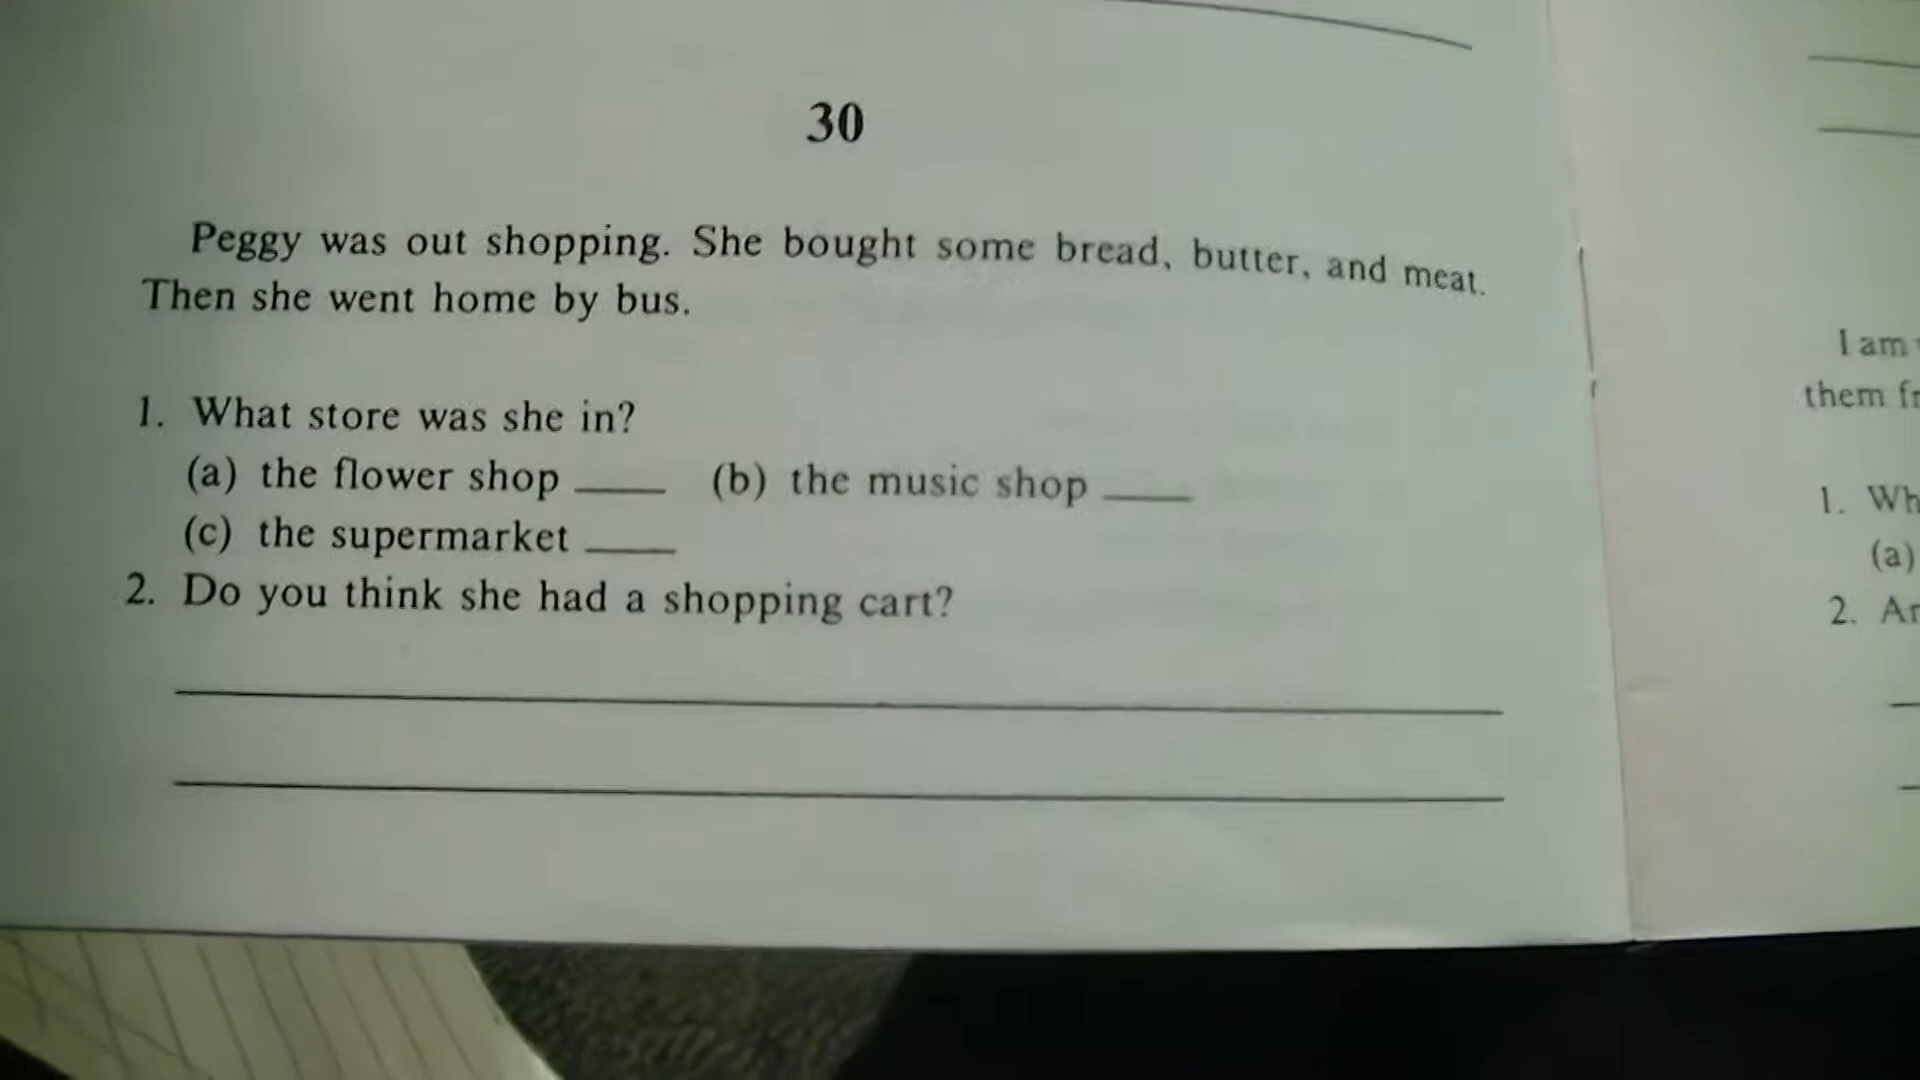 30
Peggy was out shopping. She bought some bread, butter, and meat.
Then she went home by bus.
1. What store was she in?
(a) the flower shop ____ (b) the music shop ____
(c) the supermarket ____
2. Do you think she had a shopping cart?
I am
them
1.
(a)
2.